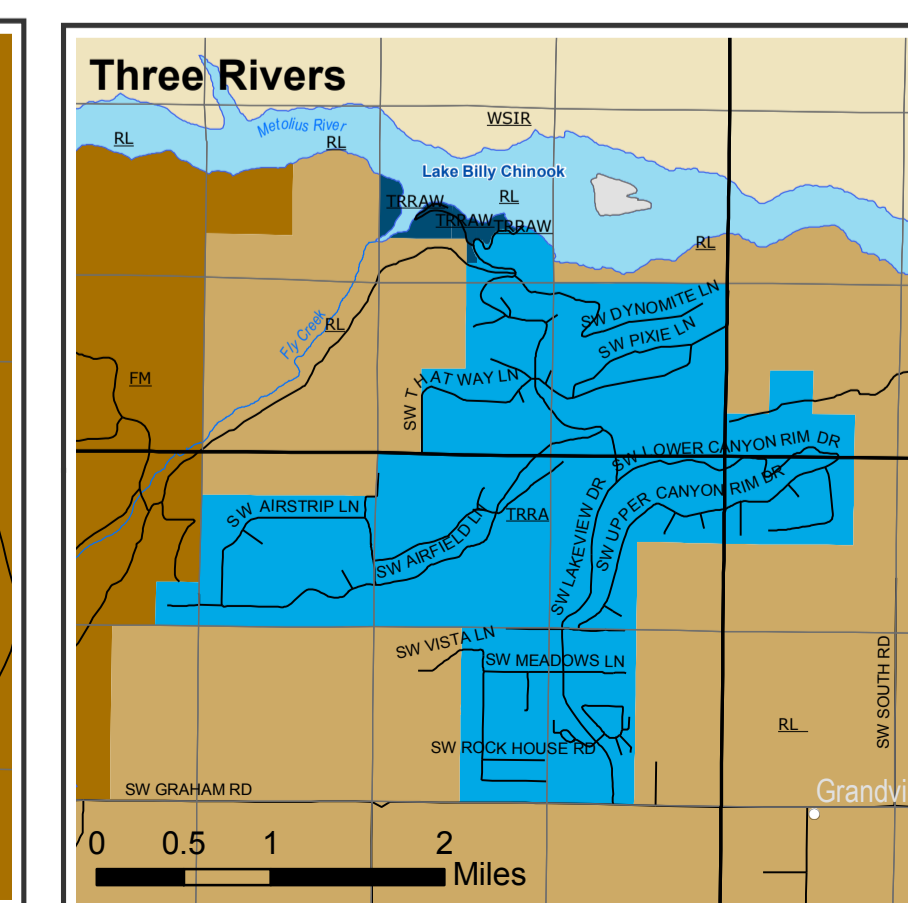 Three Rivers
WSIR
Metolius River
RL
RL
Lake Billy Chinook
RL
TRRAW
TRRAW
TRRAW
RL
SW DYNOMITE LN
Fly Creek
RL
SW PIXIE LN
FM
SW THAT WAY LN
SW LOWER CANYON RIM DR
SW UPPER CANYON RIM DR
SW AIRSTRIP LN
TRRA
SW LAKEVIEW DR
SW AIRFIELD LN
SW VISTA LN
SW MEADOWS LN
SW SOUTH RD
RL
SW ROCK HOUSE RD
SW GRAHAM RD
Grandvi
0 0.5 1 2
Miles